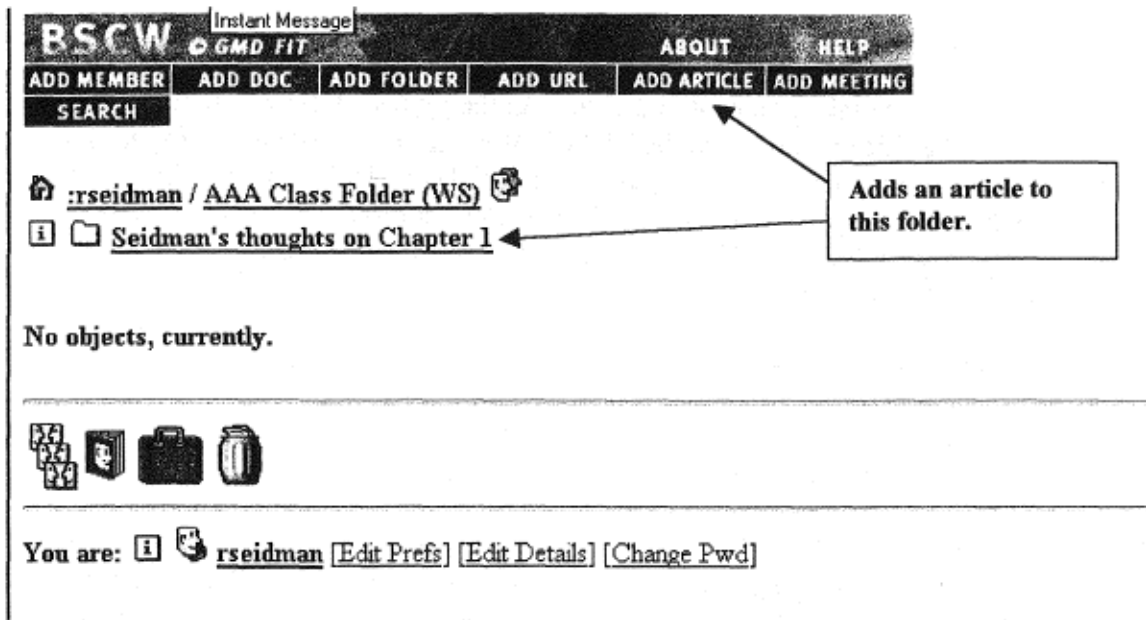 Instant Message
BSCW GMD FIT ABOUT HELP
ADD MEMBER ADD DOC ADD FOLDER ADD URL ADD ARTICLE ADD MEETING
SEARCH
:rseidman / AAA Class Folder (WS)
i Seidman's thoughts on Chapter 1
Adds an article to
this folder.
No objects, currently.
You are: i rseidman [Edit Prefs] [Edit Details] [Change Pwd]